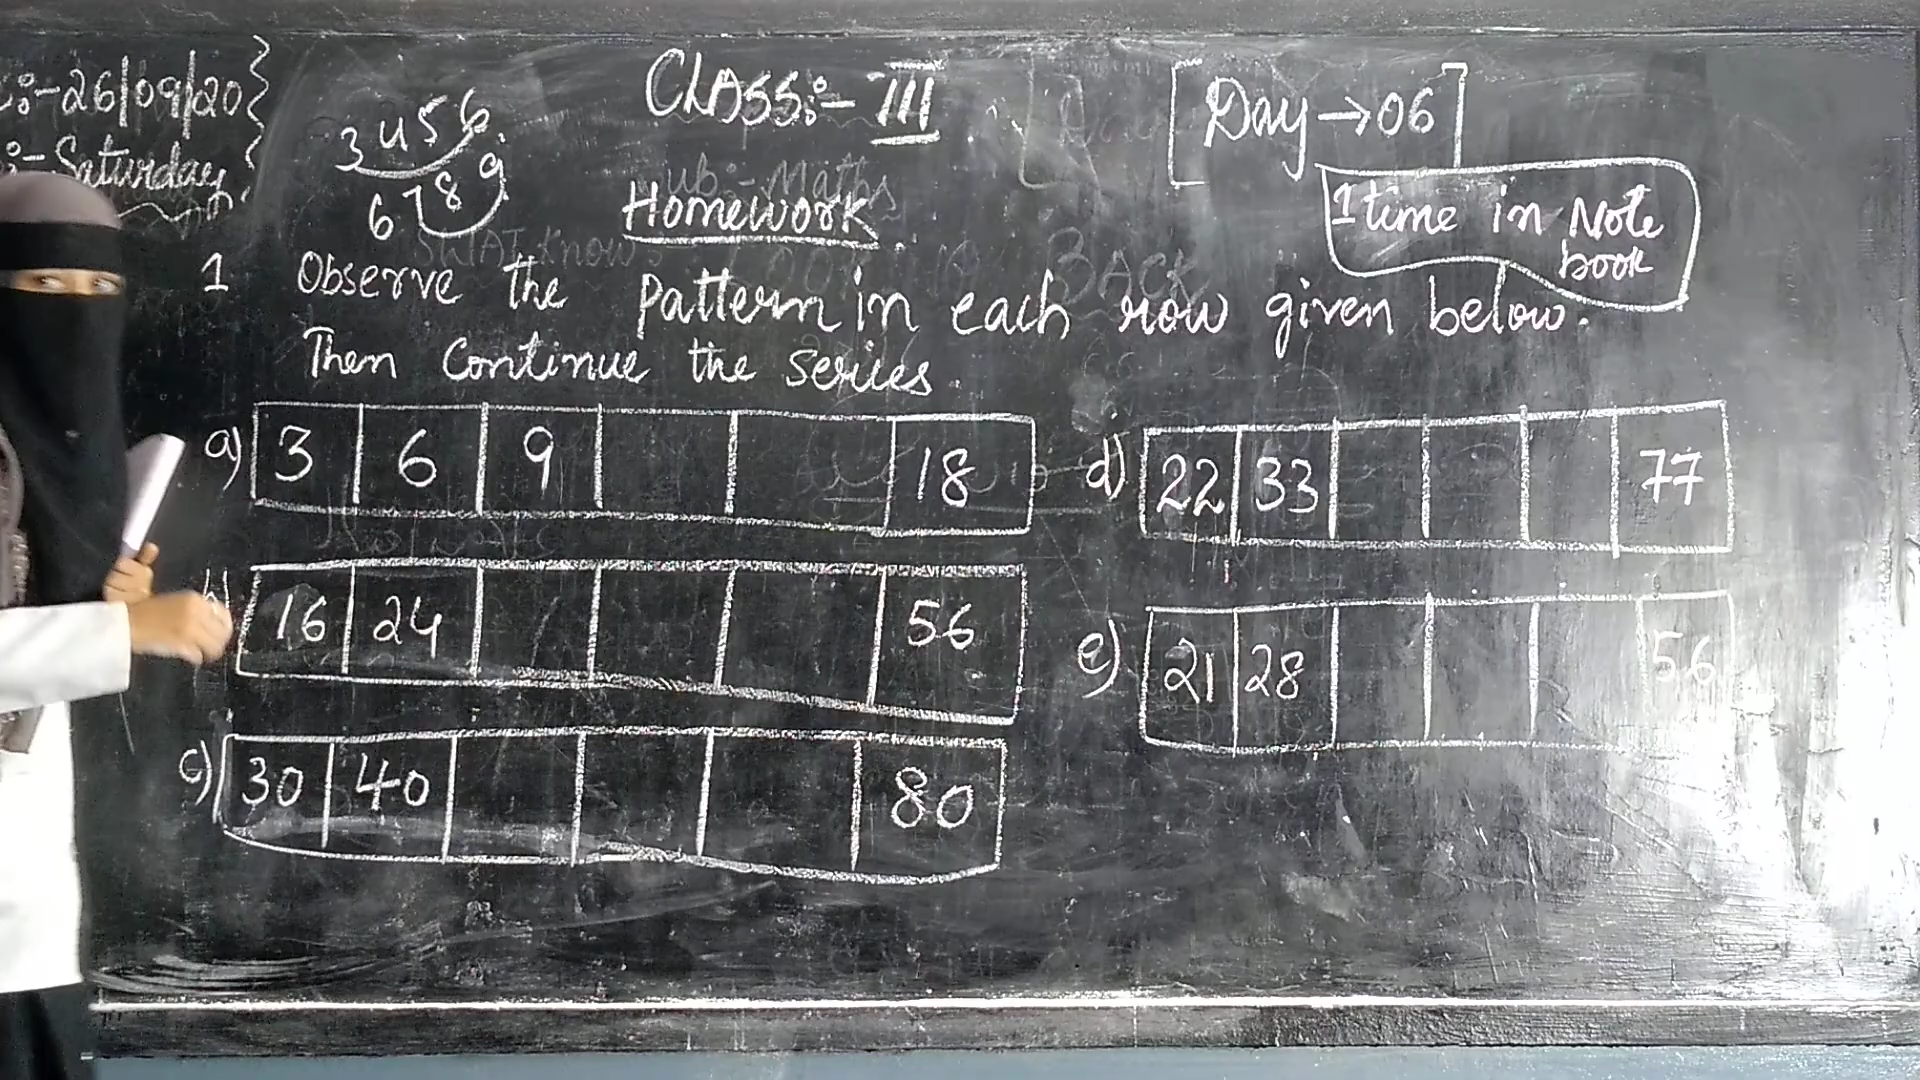 :-26/09/20
:-Saturday
3 4 5 6
6 7 8 9
CLASS:- III
Homework
[Day→06]
1 time in Note
book
1 Observe the pattern in each row given below.
Then Continue the series.
a) 3 6 9 18
b) 16 24 56
c) 30 40 80
d) 22 33 77
e) 21 28 56